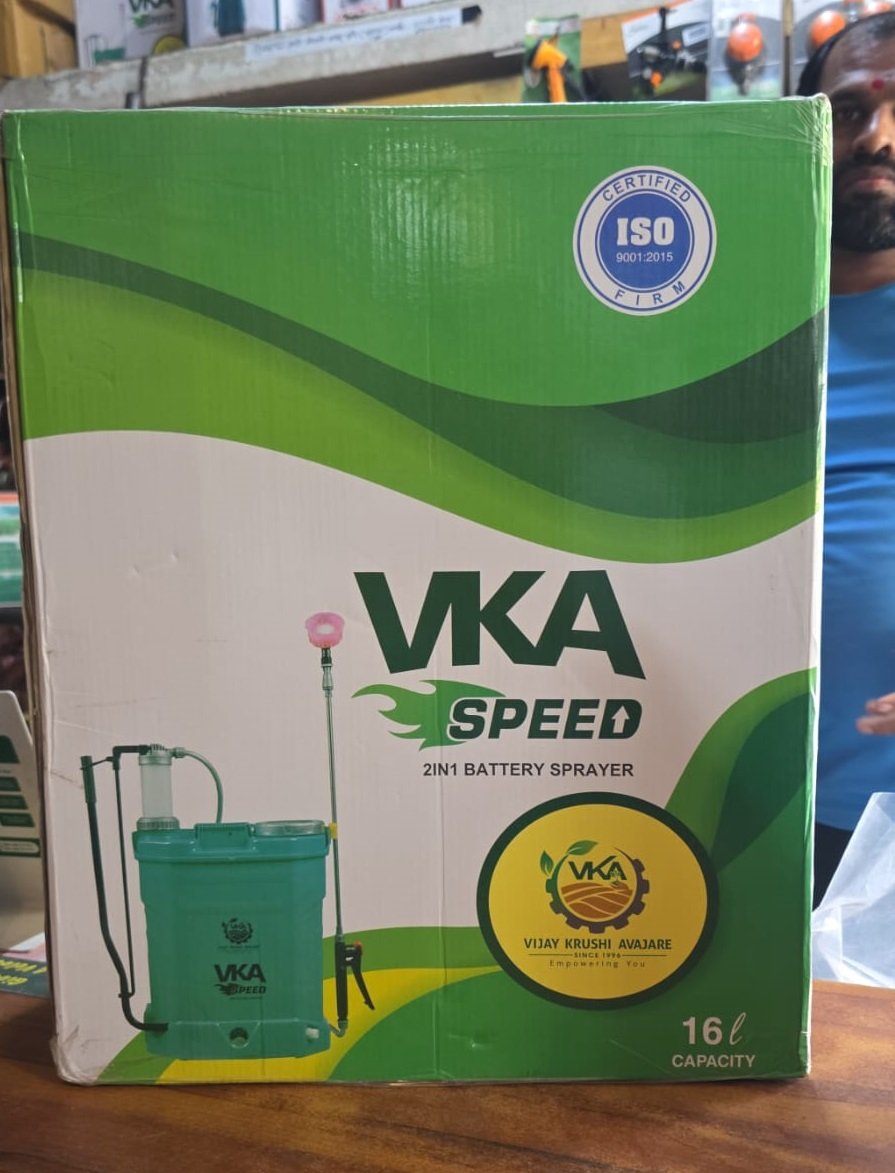 VKA
SPEED
CERTIFIED
ISO
9001:2015
FIRM
VKA
SPEED
2IN1 BATTERY SPRAYER
VKA
VIJAY KRUSHI AVAJARE
SINCE 1996
Empowering You
VKA
SPEED
16 ℓ
CAPACITY